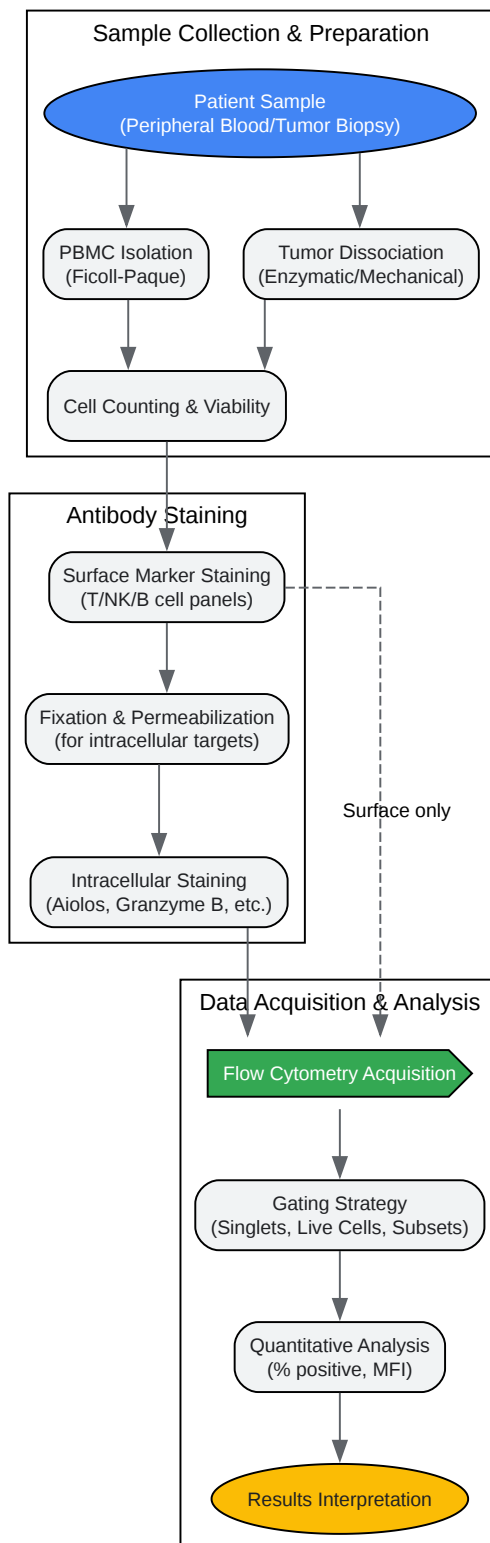 Sample Collection & Preparation
Patient Sample
(Peripheral Blood/Tumor Biopsy)
PBMC Isolation
(Ficoll-Paque)
Tumor Dissociation
(Enzymatic/Mechanical)
Cell Counting & Viability
Antibody Staining
Surface Marker Staining
(T/NK/B cell panels)
Fixation & Permeabilization
(for intracellular targets)
Surface only
Intracellular Staining
(Aiolos, Granzyme B, etc.)
Data Acquisition & Analysis
Flow Cytometry Acquisition
Gating Strategy
(Singlets, Live Cells, Subsets)
Quantitative Analysis
(% positive, MFI)
Results Interpretation